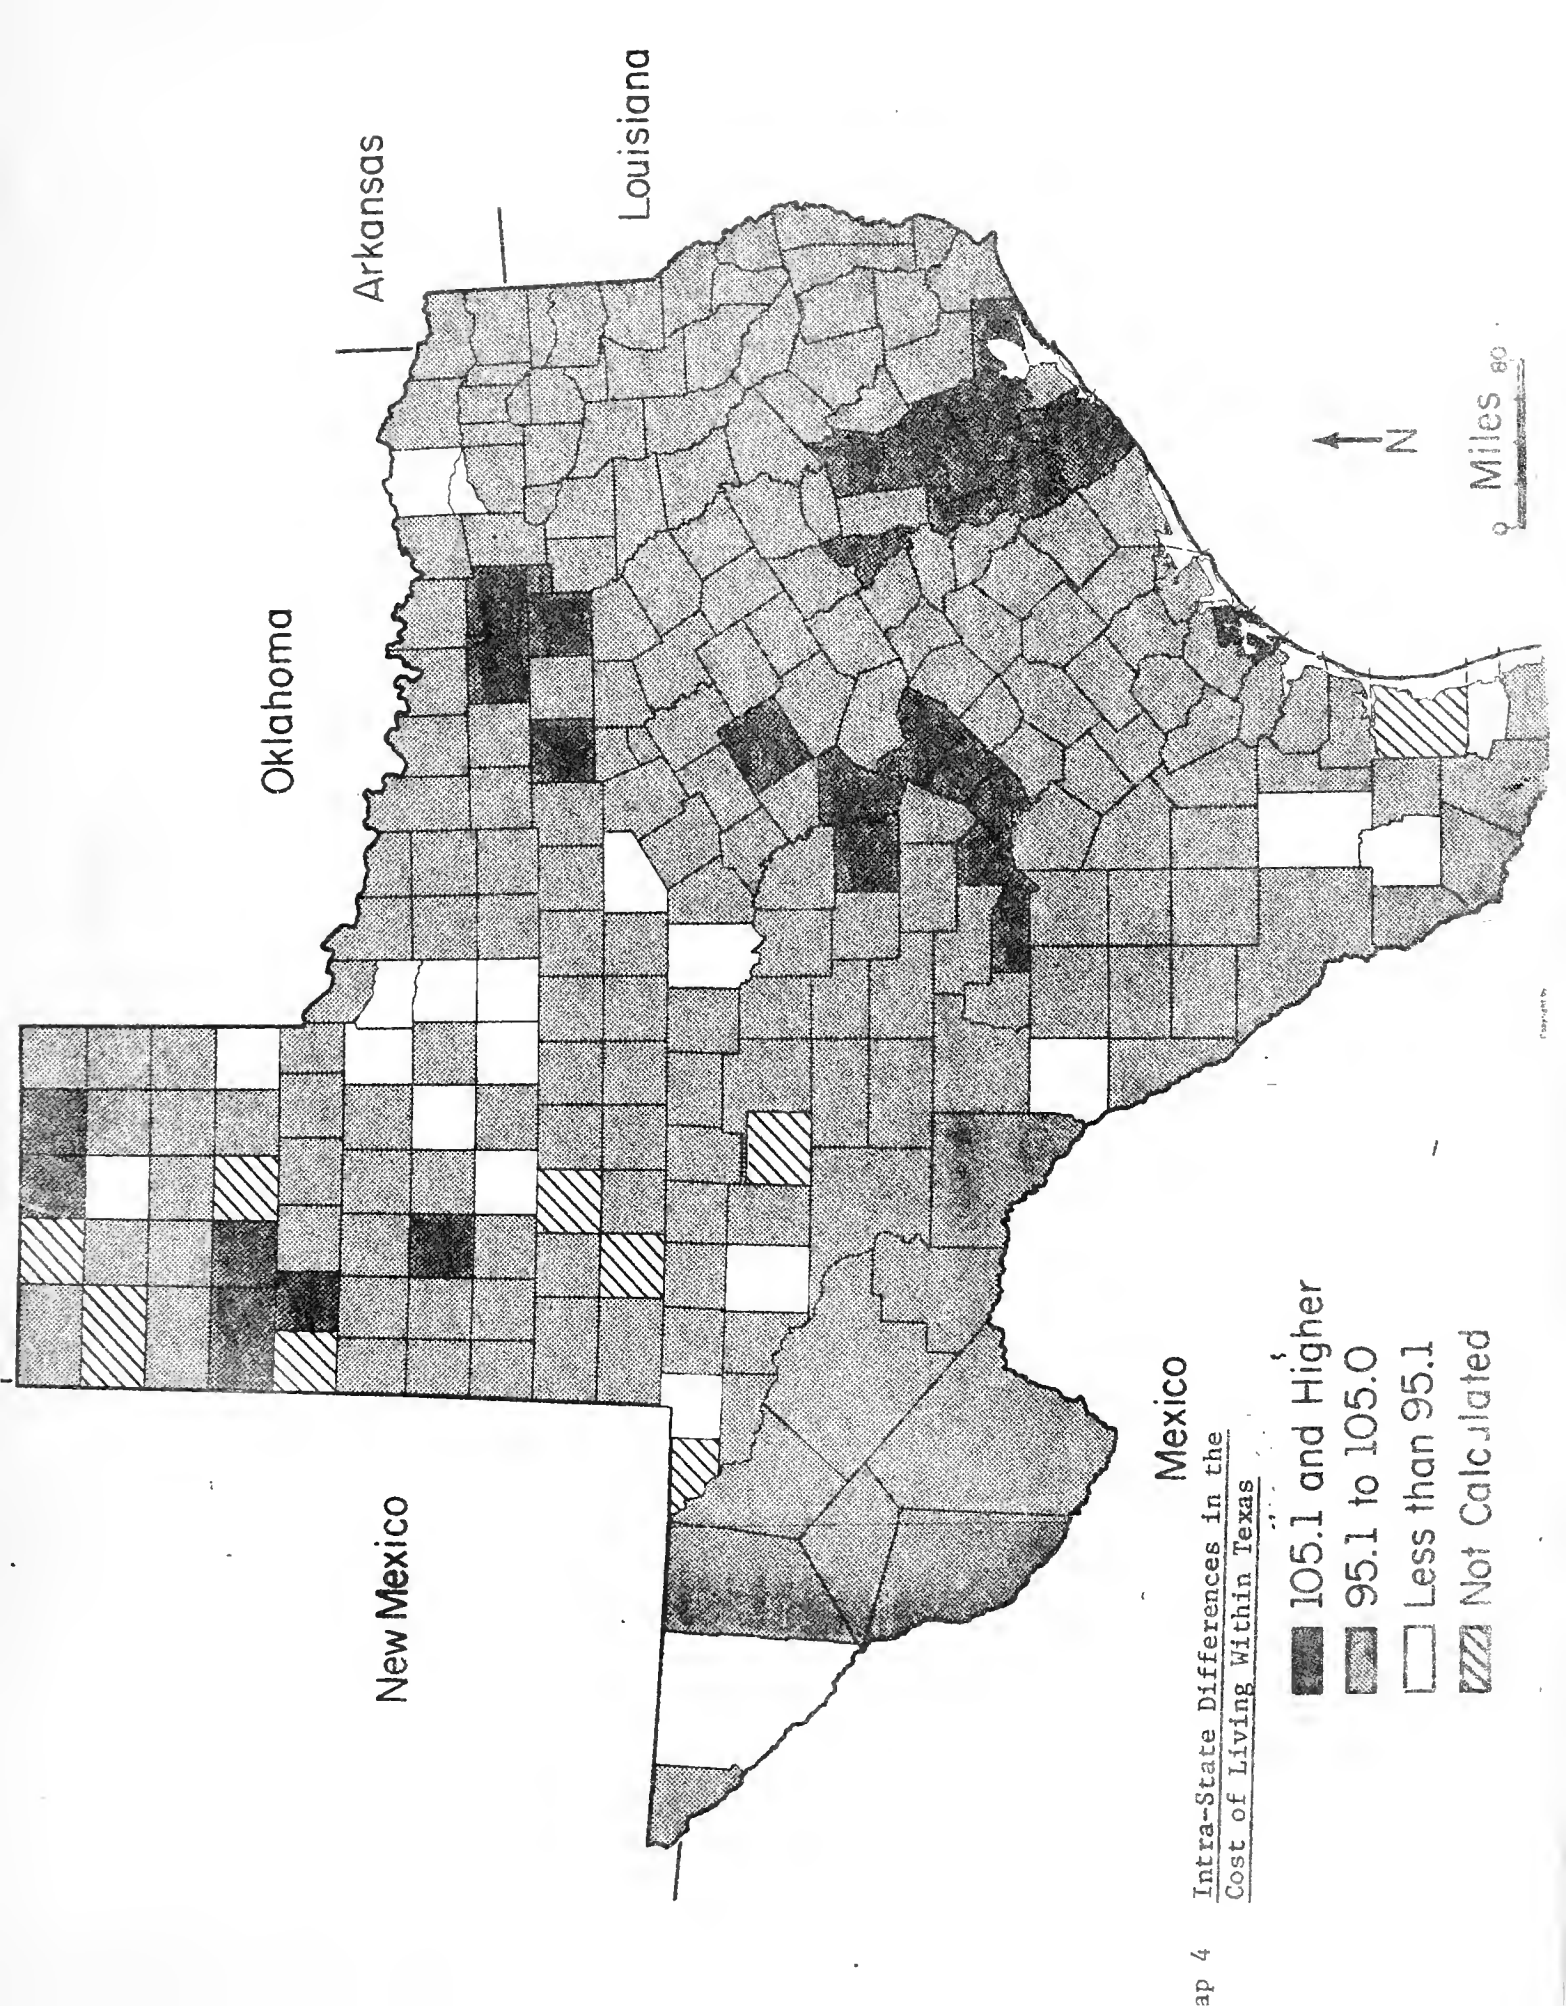 Arkansas
Louisiana
Oklahoma
New Mexico
Mexico
ap 4 Intra-State Differences in the
Cost of Living Within Texas
105.1 and Higher
95.1 to 105.0
Less than 95.1
Not Calculated
N
0 Miles 80